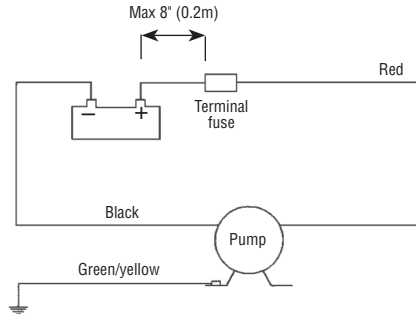 Max 8" (0.2m)
Red
− +
Terminal
fuse
Black
Pump
Green/yellow